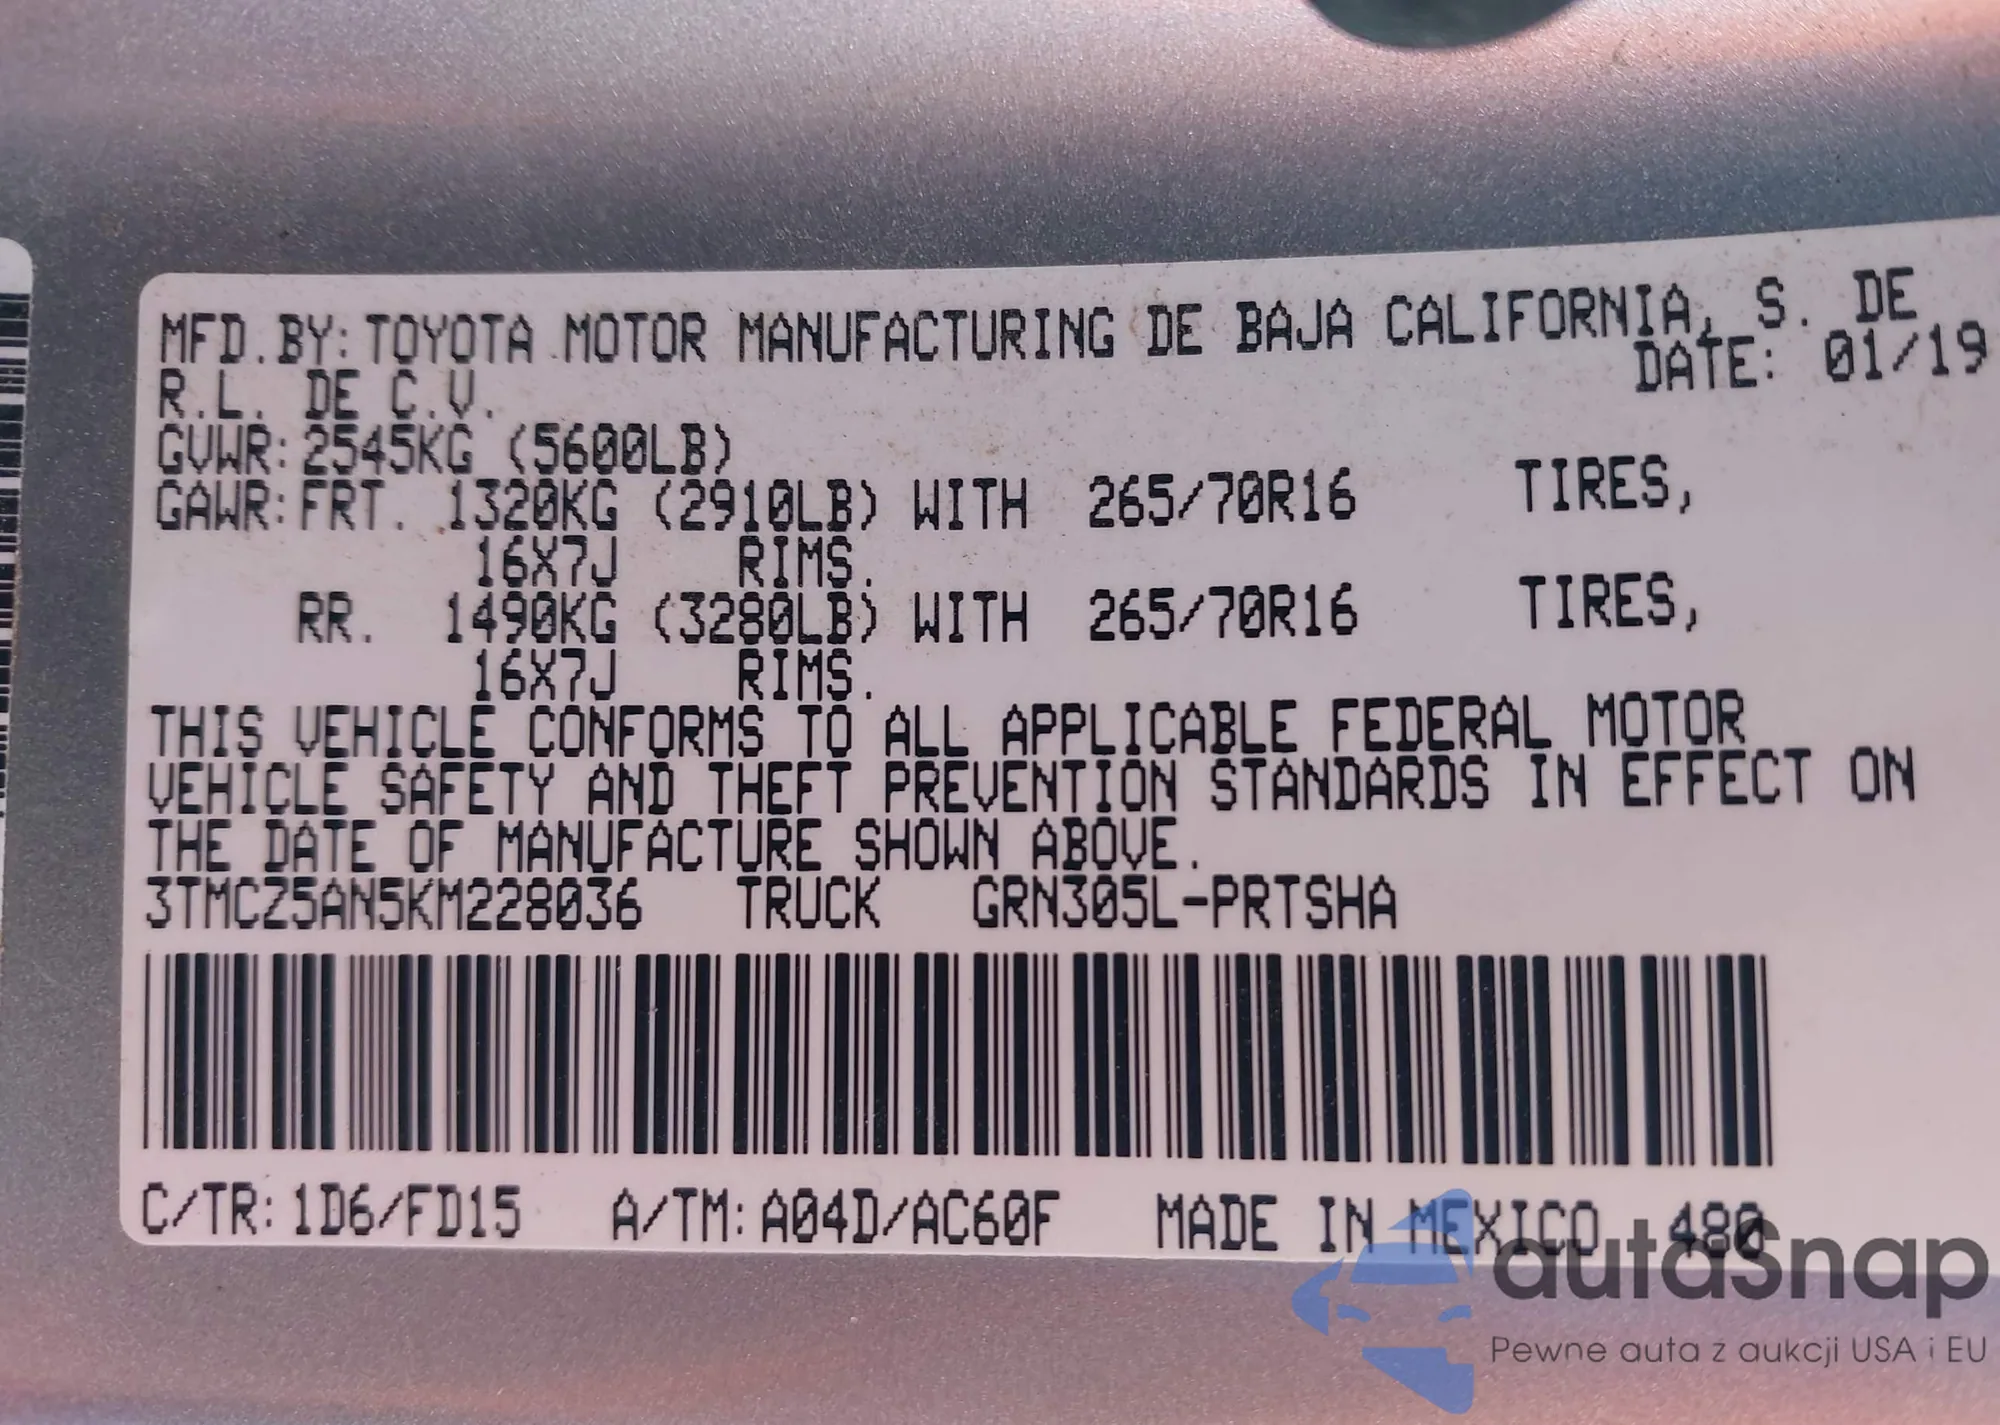 MFD.BY:TOYOTA MOTOR MANUFACTURING DE BAJA CALIFORNIA, S. DE
R.L. DE C.V. DATE: 01/19
GVWR:2545KG (5600LB)
GAWR:FRT. 1320KG (2910LB) WITH 265/70R16 TIRES,
16X7J RIMS.
RR. 1490KG (3280LB) WITH 265/70R16 TIRES,
16X7J RIMS.
THIS VEHICLE CONFORMS TO ALL APPLICABLE FEDERAL MOTOR
VEHICLE SAFETY AND THEFT PREVENTION STANDARDS IN EFFECT ON
THE DATE OF MANUFACTURE SHOWN ABOVE.
3TMCZ5AN5KM228036 TRUCK GRN305L-PRTSHA
C/TR:1D6/FD15 A/TM:A04D/AC60F MADE IN MEXICO 480
autaSnap
Pewne auta z aukcji USA i EU